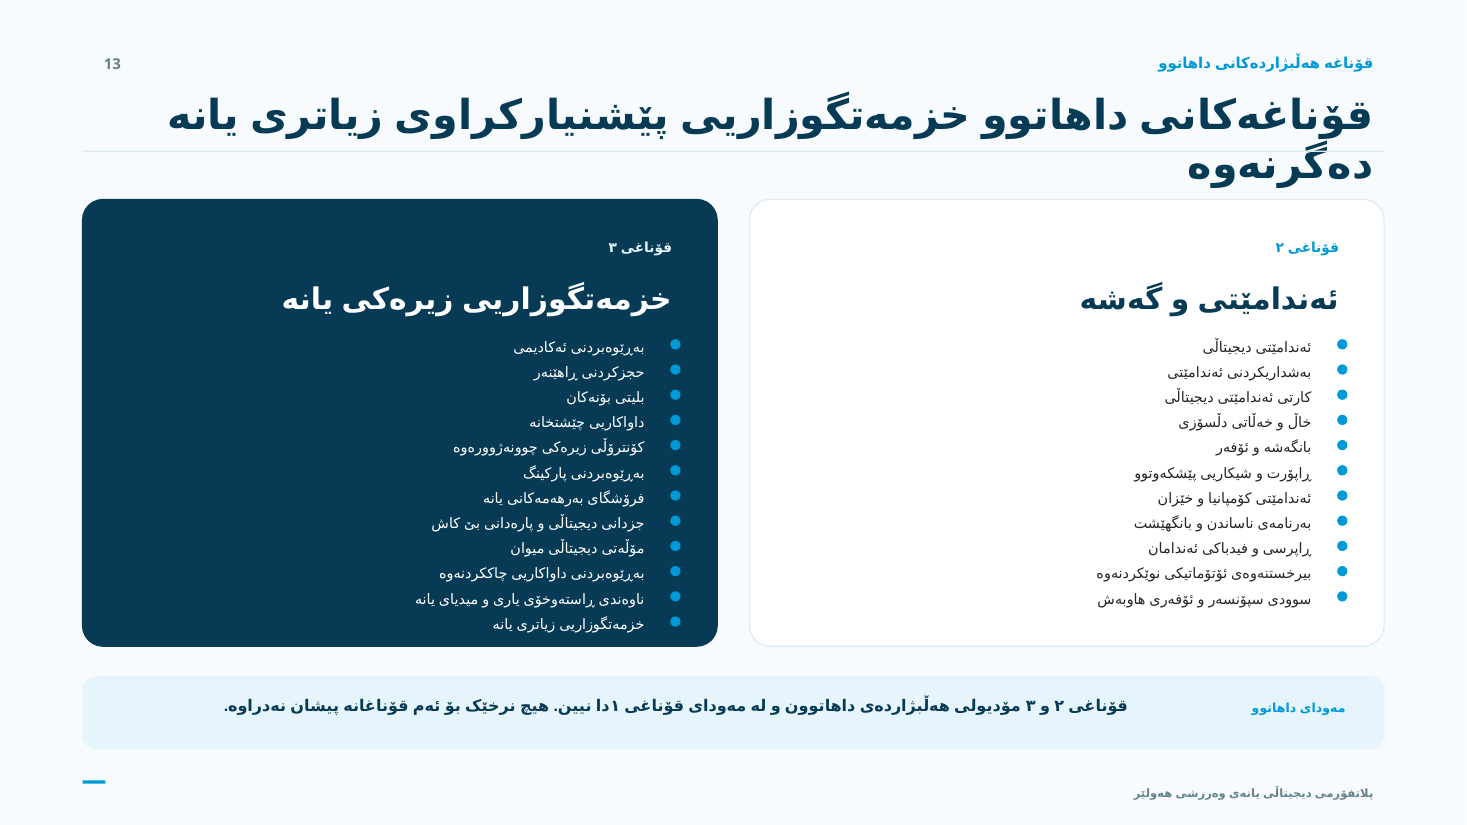 قۆناغە هەڵبژاردەکانی داهاتوو
13
قۆناغەکانی داهاتوو خزمەتگوزاریی پێشنیارکراوی زیاتری یانە
دەگرنەوە
قۆناغی ٢
ئەندامێتی و گەشە
ئەندامێتی دیجیتاڵی
بەشداریکردنی ئەندامێتی
کارتی ئەندامێتی دیجیتاڵی
خاڵ و خەڵاتی دڵسۆزی
بانگەشە و ئۆفەر
ڕاپۆرت و شیکاریی پێشکەوتوو
ئەندامێتی کۆمپانیا و خێزان
بەرنامەی ناساندن و بانگهێشت
ڕاپرسی و فیدباکی ئەندامان
بیرخستنەوەی ئۆتۆماتیکی نوێکردنەوە
سوودی سپۆنسەر و ئۆفەری هاوبەش
قۆناغی ٣
خزمەتگوزاریی زیرەکی یانە
بەڕێوەبردنی ئەکادیمی
حجزکردنی ڕاهێنەر
بلیتی بۆنەکان
داواکاریی چێشتخانە
کۆنترۆڵی زیرەکی چوونەژوورەوە
بەڕێوەبردنی پارکینگ
فرۆشگای بەرهەمەکانی یانە
جزدانی دیجیتاڵی و پارەدانی بێ کاش
مۆڵەتی دیجیتاڵی میوان
بەڕێوەبردنی داواکاریی چاککردنەوە
ناوەندی ڕاستەوخۆی یاری و میدیای یانە
خزمەتگوزاریی زیاتری یانە
مەودای داهاتوو
قۆناغی ٢ و ٣ مۆدیولی هەڵبژاردەی داهاتوون و لە مەودای قۆناغی ١دا نیین. هیچ نرخێک بۆ ئەم قۆناغانە پیشان نەدراوە.
پلاتفۆرمی دیجیتاڵی یانەی وەرزشی هەولێر